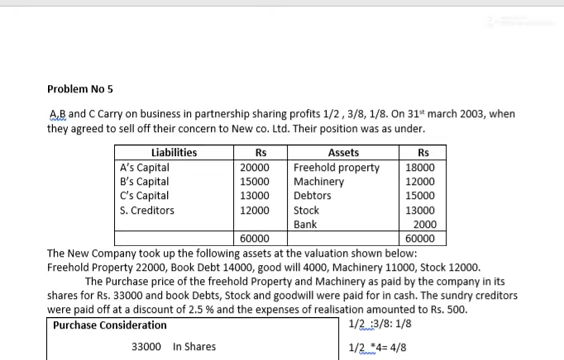 Problem No 5
A,B and C Carry on business in partnership sharing profits 1/2 , 3/8, 1/8. On 31st march 2003, when
they agreed to sell off their concern to New co. Ltd. Their position was as under.
Liabilities Rs Assets Rs
A's Capital 20000 Freehold property 18000
B's Capital 15000 Machinery 12000
C's Capital 13000 Debtors 15000
S. Creditors 12000 Stock 13000
Bank 2000
60000 60000
The New Company took up the following assets at the valuation shown below:
Freehold Property 22000, Book Debt 14000, good will 4000, Machinery 11000, Stock 12000.
The Purchase price of the freehold Property and Machinery as paid by the company in its
shares for Rs. 33000 and book Debts, Stock and goodwill were paid for in cash. The sundry creditors
were paid off at a discount of 2.5 % and the expenses of realisation amounted to Rs. 500.
Purchase Consideration 1/2 :3/8: 1/8
33000 In Shares 1/2 *4= 4/8